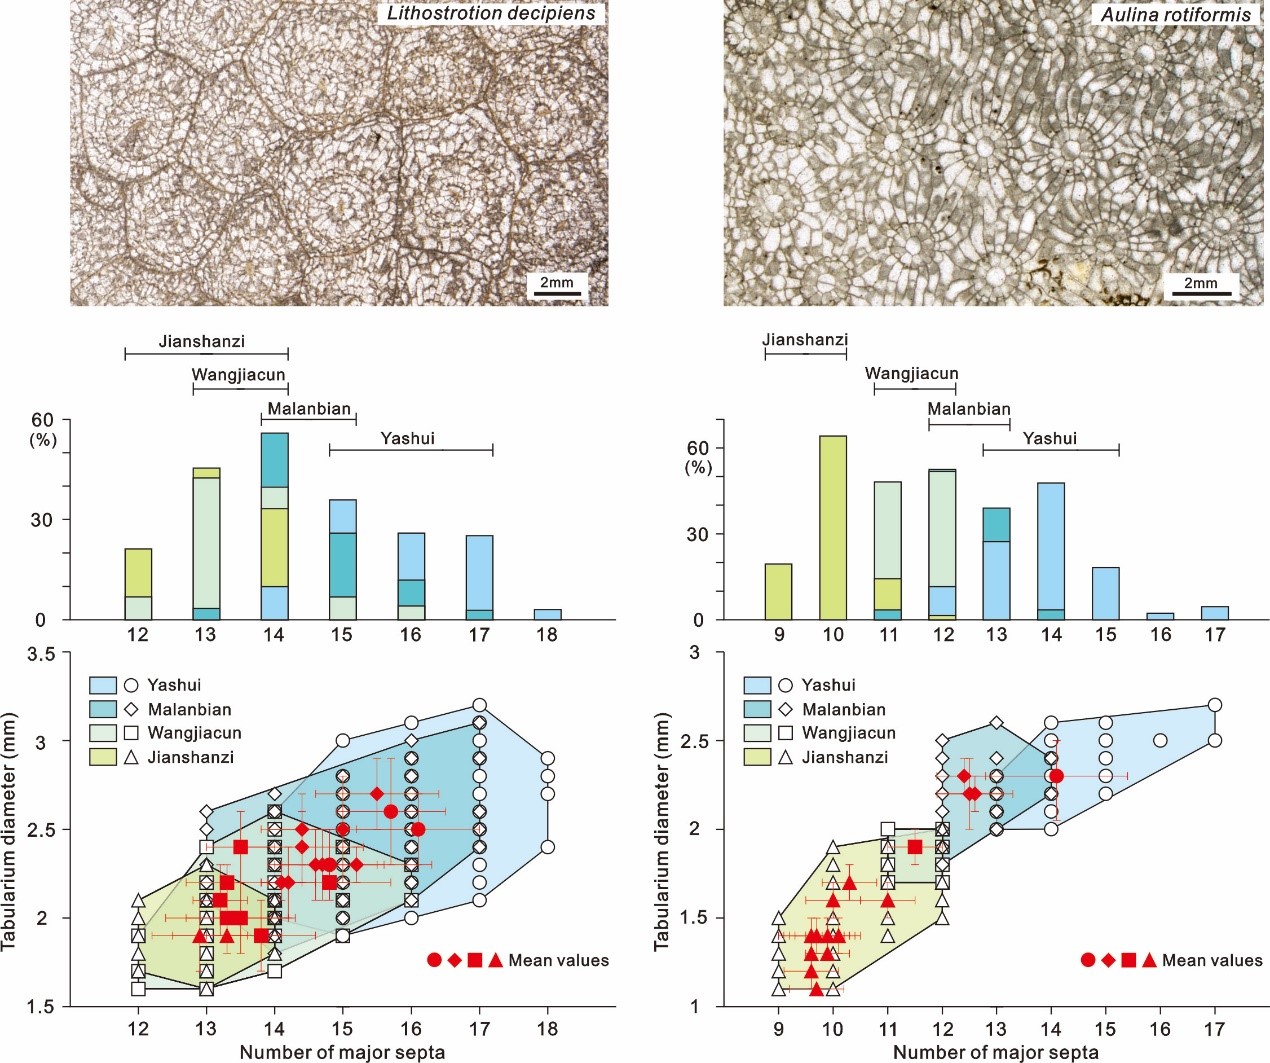 Lithostrotion decipiens
Aulina rotiformis
2mm
2mm
Jianshanzi
Wangjiacun
Malanbian
Yashui
60
(%)
30
0
12 13 14 15 16 17 18
Jianshanzi
Wangjiacun
Malanbian
Yashui
60
(%)
30
0
9 10 11 12 13 14 15 16 17
Tabularium diameter (mm)
3.5
3
2.5
2
1.5
Yashui
Malanbian
Wangjiacun
Jianshanzi
Mean values
12 13 14 15 16 17 18
Number of major septa
Tabularium diameter (mm)
3
2.5
2
1.5
1
Yashui
Malanbian
Wangjiacun
Jianshanzi
Mean values
9 10 11 12 13 14 15 16 17
Number of major septa